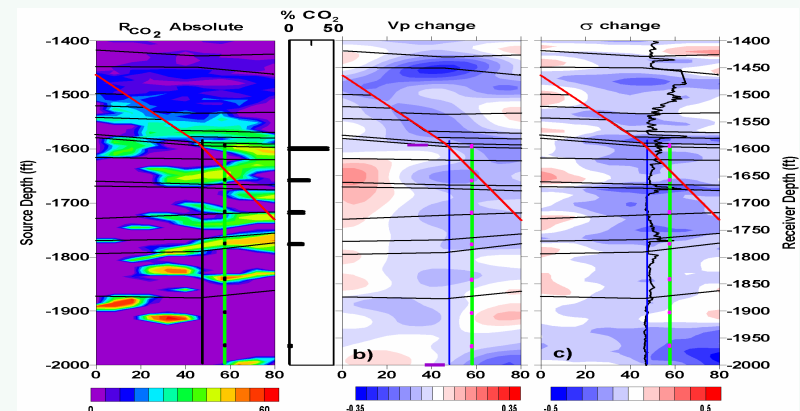 % CO2
R CO2 Absolute
0 50
Vp change
σ change
-1400
-1500
-1600
-1700
-1800
-1900
-2000
Source Depth (ft)
-1400
-1450
-1500
-1550
-1600
-1650
-1700
-1750
-1800
-1850
-1900
-1950
-2000
Receiver Depth (ft)
b)
c)
0 20 40 60 80
0 20 40 60 80
0 20 40 60 80
0 60
-0.35 0.35
-0.5 0.5